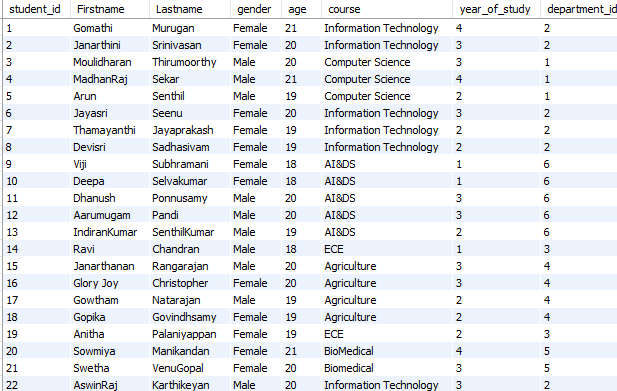 student_id Firstname Lastname gender age course year_of_study department_id
1 Gomathi Murugan Female 21 Information Technology 4 2
2 Janarthini Srinivasan Female 20 Information Technology 3 2
3 Moulidharan Thirumoorthy Male 20 Computer Science 3 1
4 MadhanRaj Sekar Male 21 Computer Science 4 1
5 Arun Senthil Male 19 Computer Science 2 1
6 Jayasri Seenu Female 20 Information Technology 3 2
7 Thamayanthi Jayaprakash Female 19 Information Technology 2 2
8 Devisri Sadhasivam Female 19 Information Technology 2 2
9 Viji Subhramani Female 18 AI&DS 1 6
10 Deepa Selvakumar Female 18 AI&DS 1 6
11 Dhanush Ponnusamy Male 20 AI&DS 3 6
12 Aarumugam Pandi Male 20 AI&DS 3 6
13 IndiranKumar SenthilKumar Male 19 AI&DS 2 6
14 Ravi Chandran Male 18 ECE 1 3
15 Janarthanan Rangarajan Male 20 Agriculture 3 4
16 Glory Joy Christopher Female 20 Agriculture 3 4
17 Gowtham Natarajan Male 19 Agriculture 2 4
18 Gopika Govindhsamy Female 19 Agriculture 2 4
19 Anitha Palaniyappan Female 19 ECE 2 3
20 Sowmiya Manikandan Female 21 BioMedical 4 5
21 Swetha VenuGopal Female 20 Biomedical 3 5
22 AswinRaj Karthikeyan Male 20 Information Technology 3 2